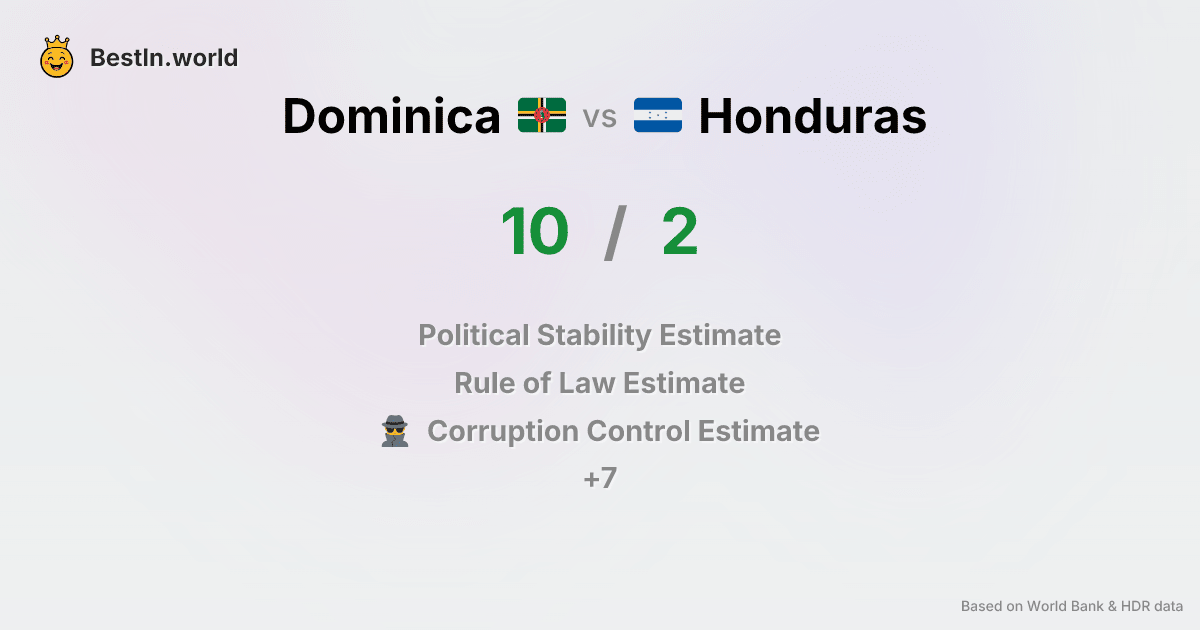 BestIn.world
Dominica vs Honduras
10 / 2
Political Stability Estimate
Rule of Law Estimate
Corruption Control Estimate
+7
Based on World Bank & HDR data